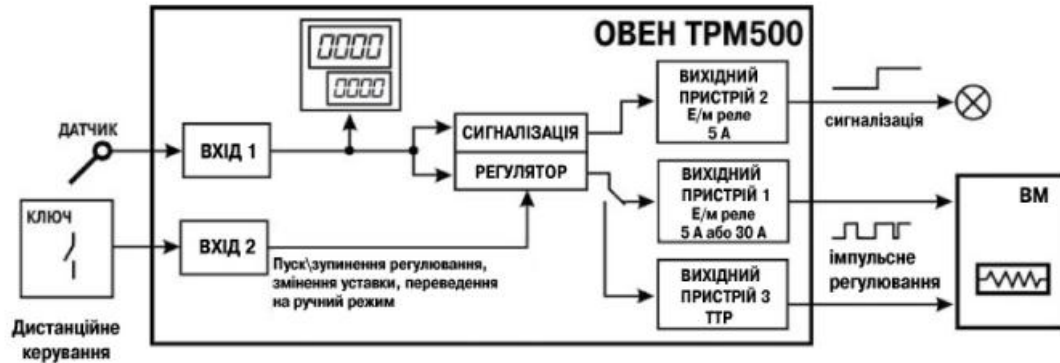 ОВЕН ТРМ500
ВИХІДНИЙ
ПРИСТРІЙ 2
Е/м реле
5 А
сигналізація
ДАТЧИК
ВХІД 1
СИГНАЛІЗАЦІЯ
РЕГУЛЯТОР
ВИХІДНИЙ
ПРИСТРІЙ 1
Е/м реле
5 А або 30 А
ВМ
КЛЮЧ
ВХІД 2
Пуск\зупинення регулювання,
змінення уставки, переведення
на ручний режим
імпульсне
регулювання
ВИХІДНИЙ
ПРИСТРІЙ 3
ТТР
Дистанційне
керування
0000
0000